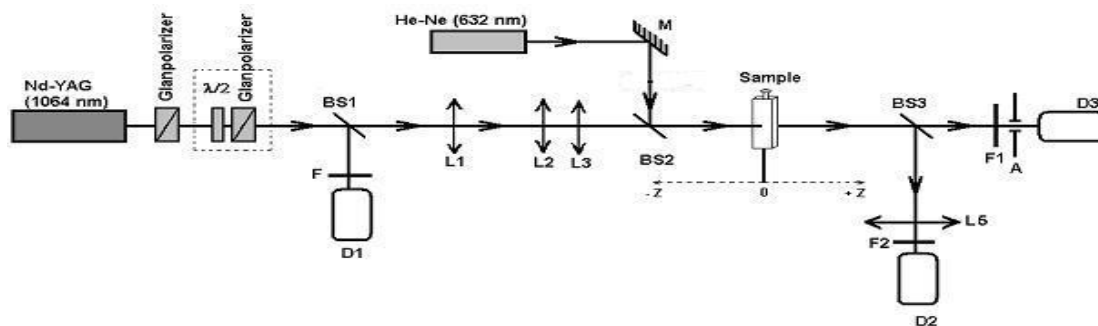 He-Ne (632 nm)
M
Glanpolarizer
Glanpolarizer
λ/2
Nd-YAG
(1064 nm)
BS1
Sample
BS3
D3
L1
L2
L3
BS2
F1
A
F
- Z
0
+ Z
D1
L5
F2
D2